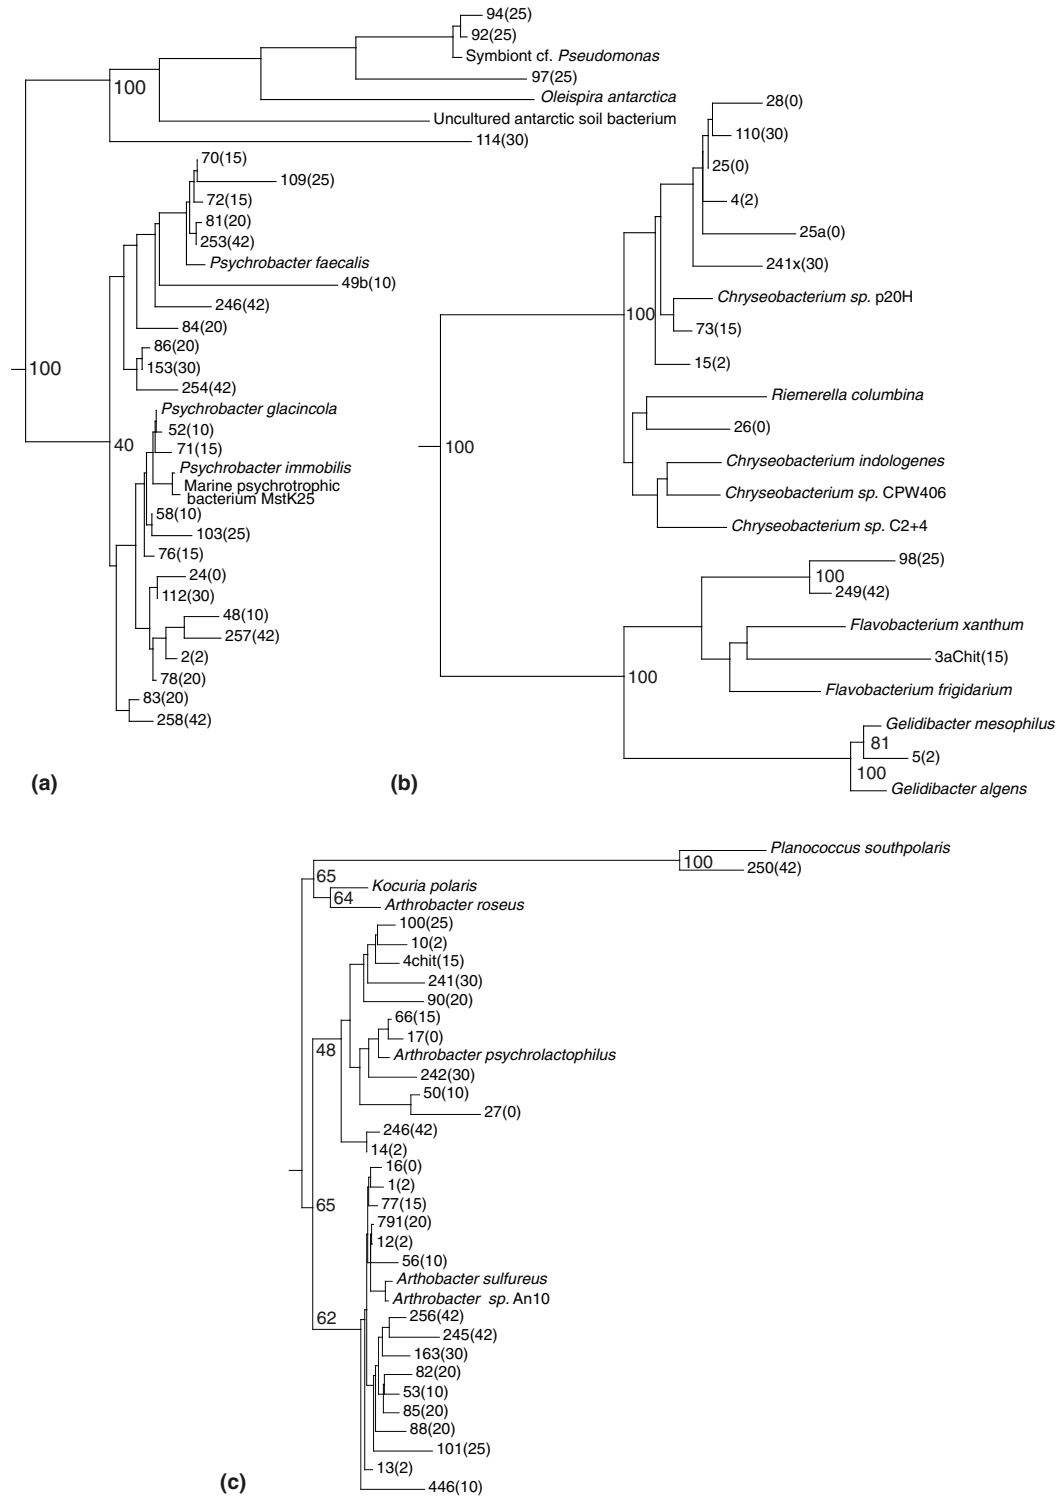 94(25)
92(25)
Symbiont cf. Pseudomonas
97(25)
Oleispira antarctica
100
Uncultured antarctic soil bacterium
114(30)
70(15)
109(25)
72(15)
81(20)
253(42)
Psychrobacter faecalis
49b(10)
246(42)
84(20)
86(20)
100
153(30)
254(42)
Psychrobacter glacincola
52(10)
40
71(15)
Psychrobacter immobilis
Marine psychrotrophic
bacterium MstK25
58(10)
103(25)
76(15)
24(0)
112(30)
48(10)
257(42)
2(2)
78(20)
83(20)
258(42)
(a)
28(0)
110(30)
25(0)
4(2)
25a(0)
241x(30)
Chryseobacterium sp. p20H
100
73(15)
15(2)
Riemerella columbina
26(0)
100
Chryseobacterium indologenes
Chryseobacterium sp. CPW406
Chryseobacterium sp. C2+4
98(25)
100
249(42)
Flavobacterium xanthum
3aChit(15)
100
Flavobacterium frigidarium
Gelidibacter mesophilus
81
5(2)
100
Gelidibacter algens
(b)
Planococcus southpolaris
100
250(42)
65
Kocuria polaris
64
Arthrobacter roseus
100(25)
10(2)
4chit(15)
241(30)
90(20)
66(15)
17(0)
48
Arthrobacter psychrolactophilus
242(30)
50(10)
27(0)
246(42)
14(2)
16(0)
1(2)
65
77(15)
791(20)
12(2)
56(10)
Arthobacter sulfureus
Arthrobacter sp. An10
62
256(42)
245(42)
163(30)
82(20)
53(10)
85(20)
88(20)
101(25)
13(2)
446(10)
(c)